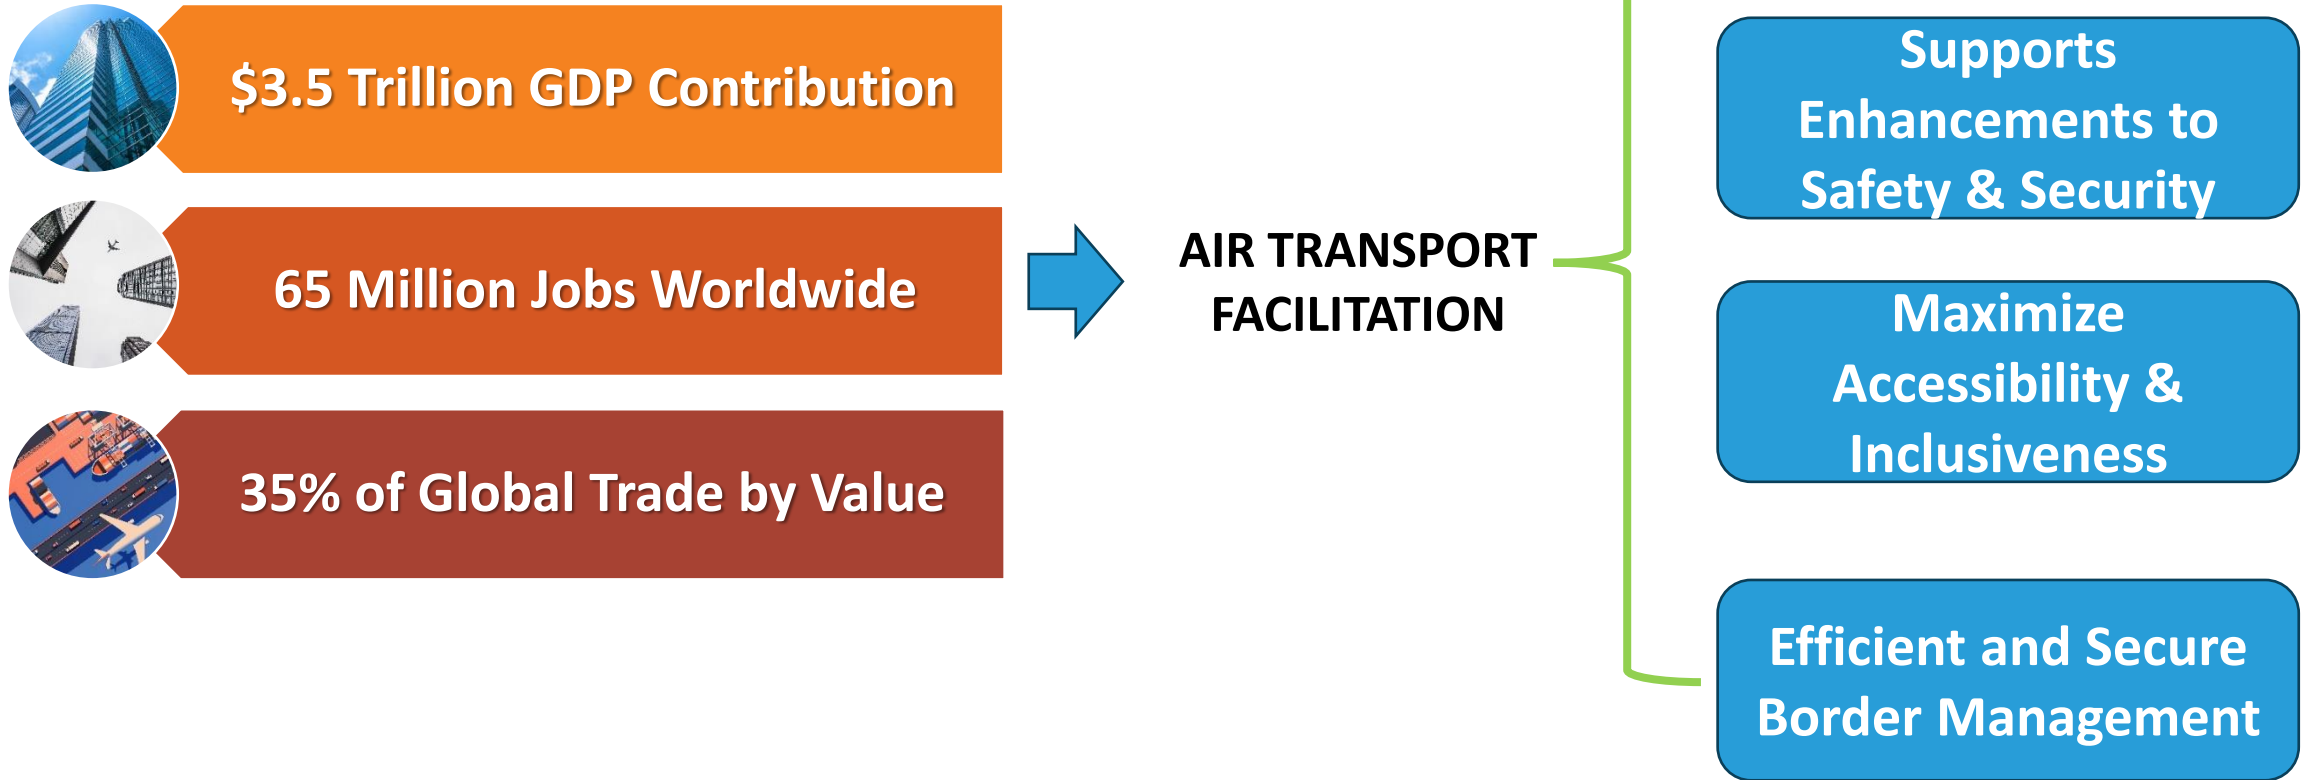 $3.5 Trillion GDP Contribution
65 Million Jobs Worldwide
35% of Global Trade by Value
AIR TRANSPORT
FACILITATION
Supports
Enhancements to
Safety & Security
Maximize
Accessibility &
Inclusiveness
Efficient and Secure
Border Management